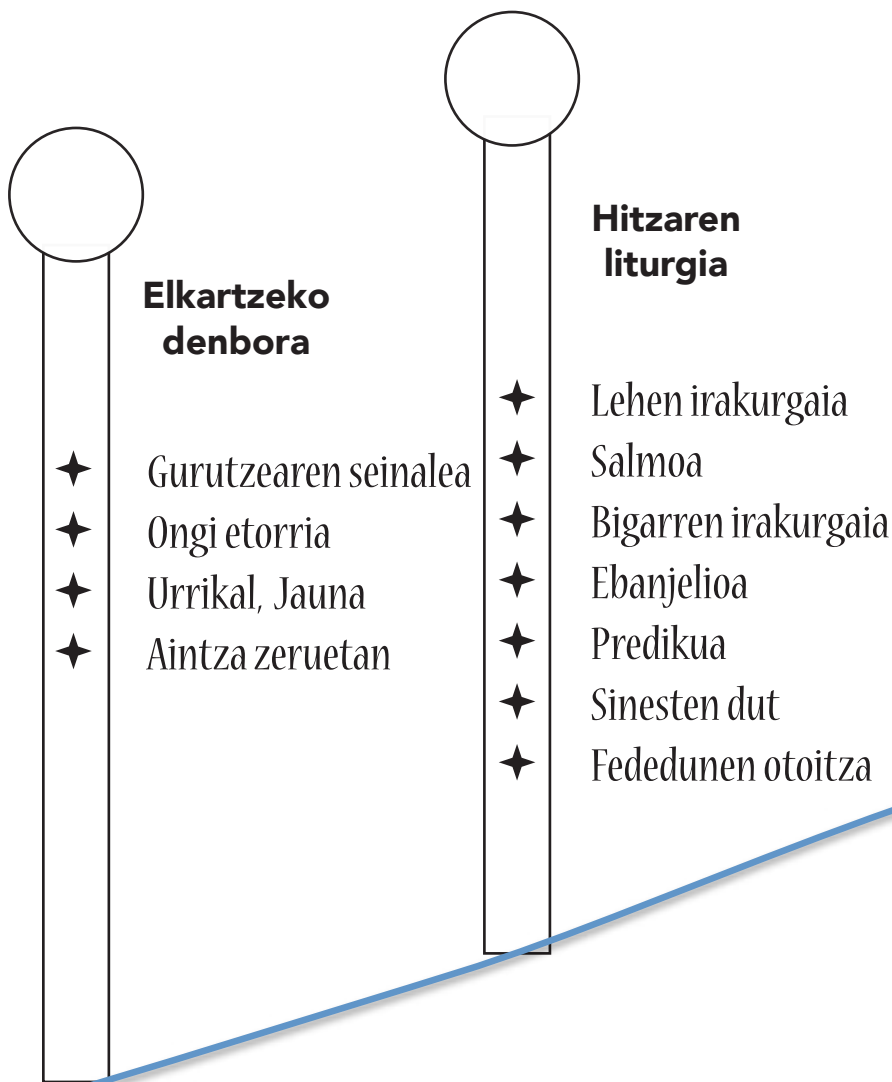 Elkartzeko
denbora
Gurutzearen seinalea
Ongi etorria
Urrikal, Jauna
Aintza zeruetan
Hitzaren
liturgia
Lehen irakurgaia
Salmoa
Bigarren irakurgaia
Ebanjelioa
Predikua
Sinesten dut
Fededunen otoitza